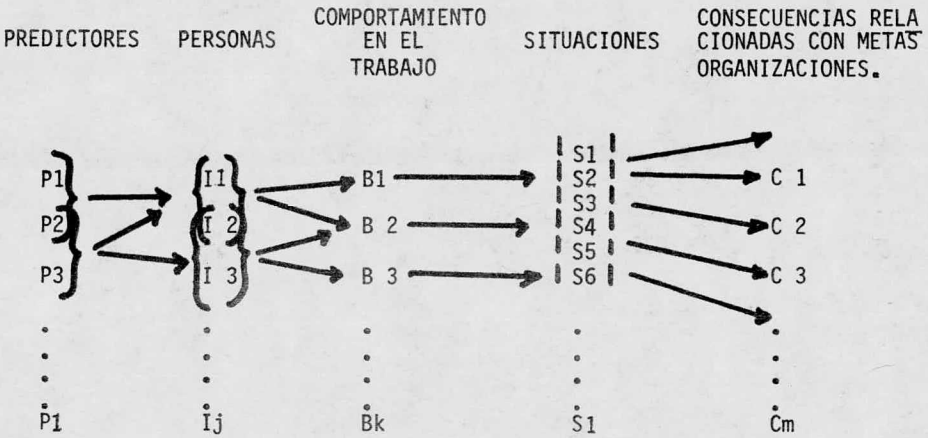 PREDICTORES
PERSONAS
COMPORTAMIENTO
EN EL
TRABAJO
SITUACIONES
CONSECUENCIAS RELA
CIONADAS CON METAS
ORGANIZACIONES.
P1 I1 B1 S1 C 1
S2
P2 I 2 B 2 S3 C 2
S4
P3 I 3 B 3 S5 C 3
S6
P1 Ij Bk S1 Cm